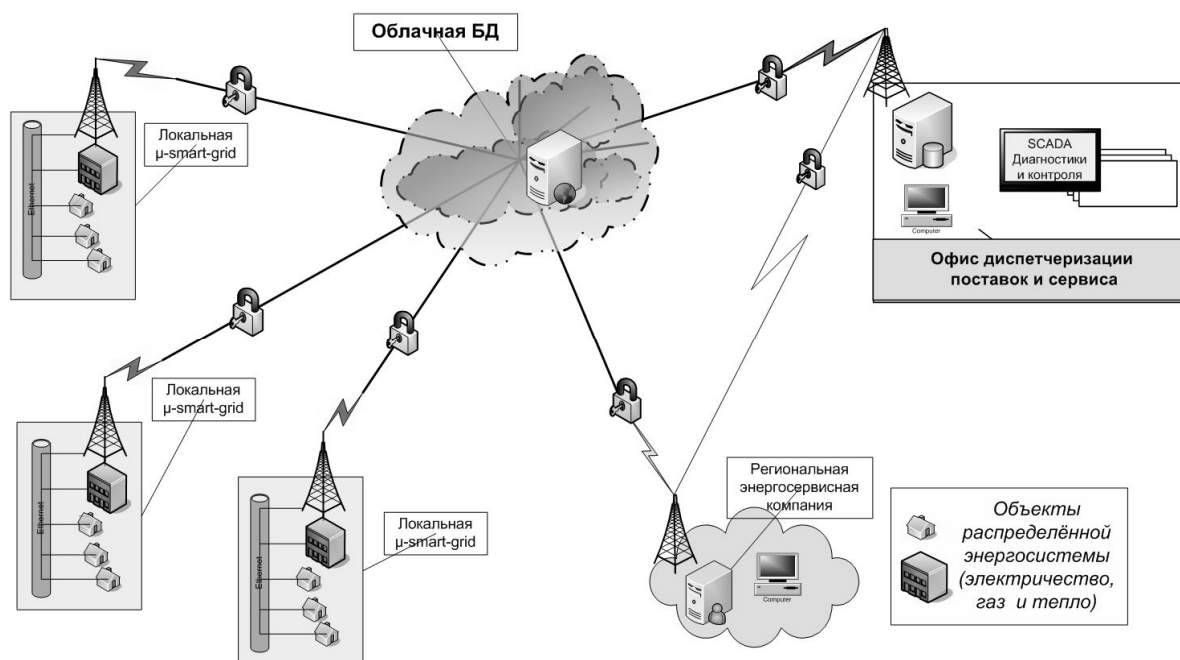 Облачная БД
Локальная
μ-smart-grid
Ethernet
SCADA
Диагностики
и контроля
Computer
Офис диспетчеризации
поставок и сервиса
Локальная
μ-smart-grid
Ethernet
Локальная
μ-smart-grid
Ethernet
Региональная
энергосервисная
компания
Computer
Объекты
распределённой
энергосистемы
(электричество,
газ и тепло)